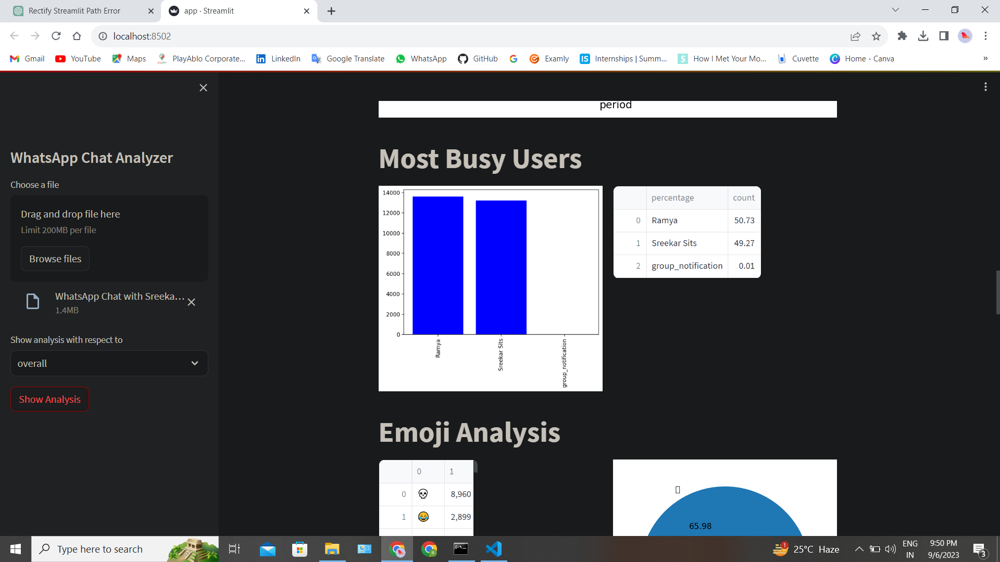 Rectify Streamlit Path Error
app · Streamlit
localhost:8502
Gmail
YouTube
Maps
PlayAblo Corporate...
LinkedIn
Google Translate
WhatsApp
GitHub
Examly
IS
Internships | Summ...
S
How I Met Your Mo...
Cuvette
Home - Canva
»
WhatsApp Chat Analyzer
Choose a file
Drag and drop file here
Limit 200MB per file
Browse files
WhatsApp Chat with Sreeka...
1.4MB
Show analysis with respect to
overall
Show Analysis
period
Most Busy Users
14000
12000
10000
8000
6000
4000
2000
0
Ramya
Sreekar Sits
group_notification
percentage count
0 Ramya 50.73
1 Sreekar Sits 49.27
2 group_notification 0.01
Emoji Analysis
0 1
0 💀 8,960
1 😂 2,899
65.98
Type here to search
1
25°C Haze
ENG
IN
9:50 PM
9/6/2023
3